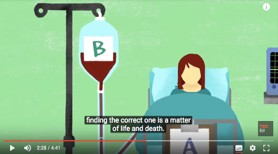 B
finding the correct one is a matter
of life and death.
A
2:28 / 4:41